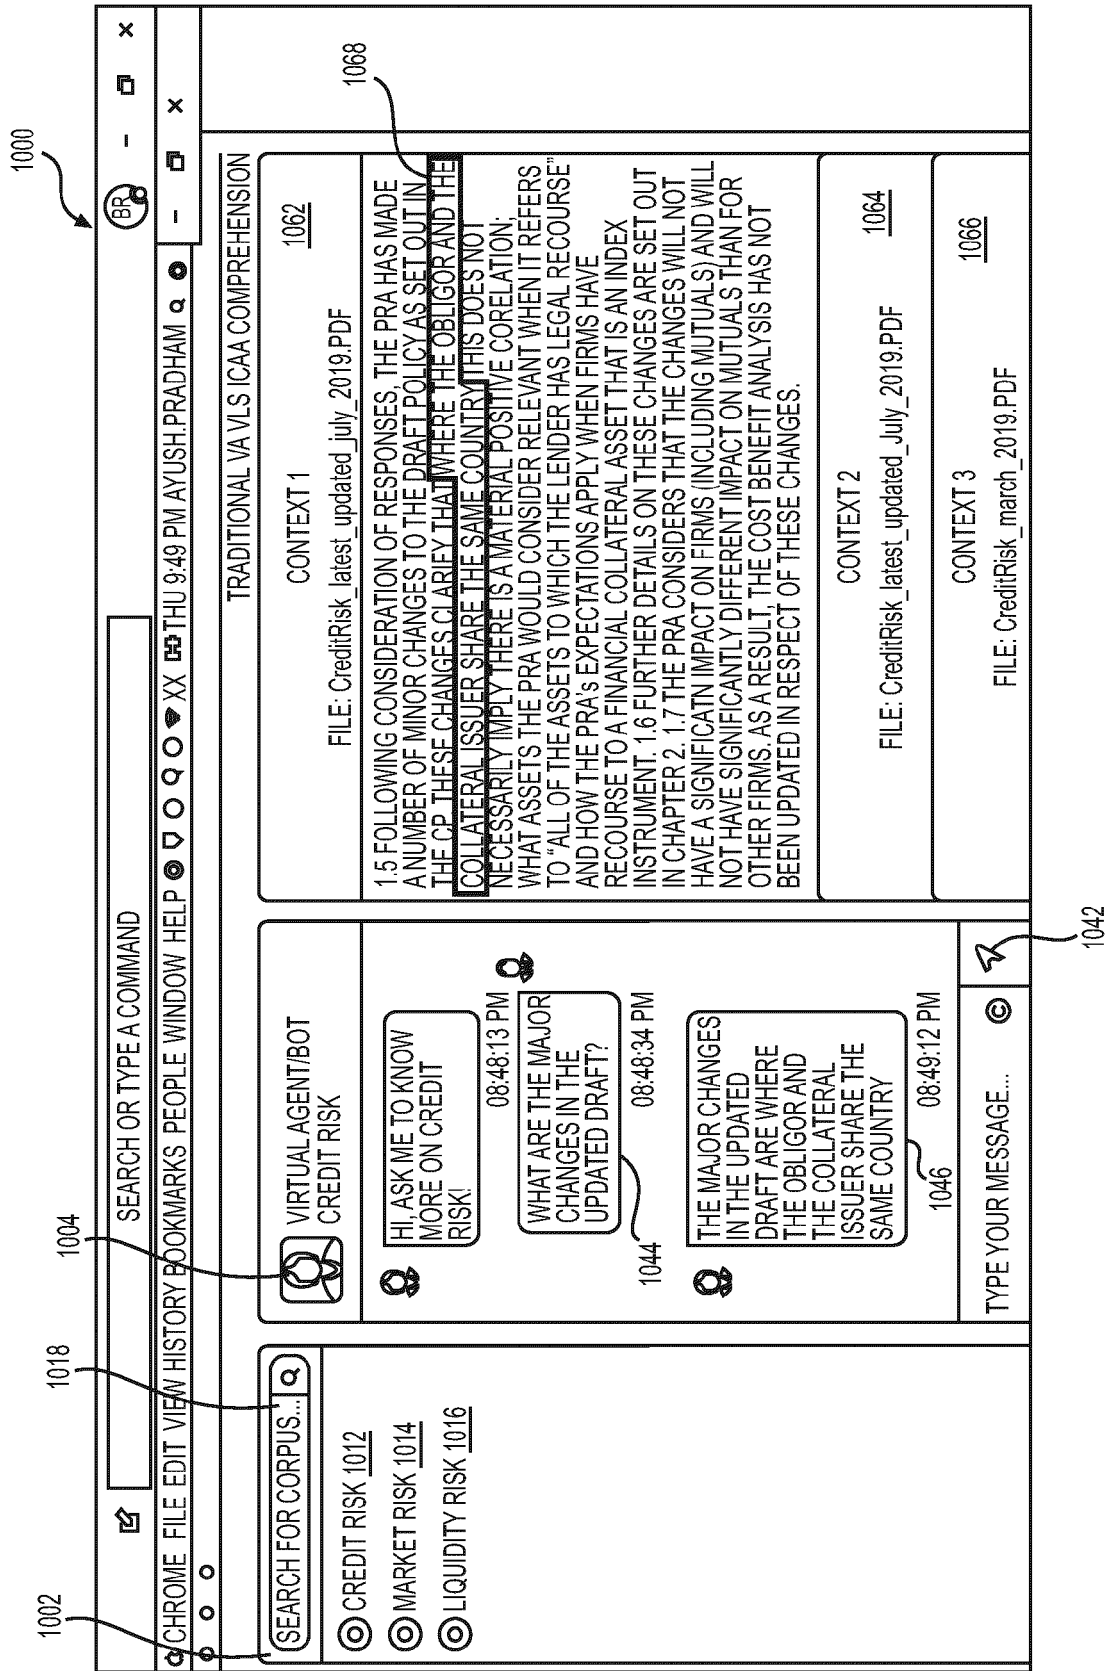 1000
SEARCH OR TYPE A COMMAND
BR
CHROME FILE EDIT VIEW HISTORY BOOKMARKS PEOPLE WINDOW HELP XX THU 9:49 PM AYUSH.PRADHAM
1002
1018
1004
SEARCH FOR CORPUS...
CREDIT RISK 1012
MARKET RISK 1014
LIQUIDITY RISK 1016
VIRTUAL AGENT/BOT
CREDIT RISK
HI, ASK ME TO KNOW
MORE ON CREDIT
RISK!
08:48:13 PM
WHAT ARE THE MAJOR
CHANGES IN THE
UPDATED DRAFT?
08:48:34 PM
1044
THE MAJOR CHANGES
IN THE UPDATED
DRAFT ARE WHERE
THE OBLIGOR AND
THE COLLATERAL
ISSUER SHARE THE
SAME COUNTRY
08:49:12 PM
1046
TYPE YOUR MESSAGE...
©
1042
TRADITIONAL VA VLS ICAA COMPREHENSION
CONTEXT 1
1062
FILE: CreditRisk_latest_updated_july_2019.PDF
1068
1.5 FOLLOWING CONSIDERATION OF RESPONSES, THE PRA HAS MADE
A NUMBER OF MINOR CHANGES TO THE DRAFT POLICY AS SET OUT IN
THE CP THESE CHANGES CLARIFY THAT WHERE THE OBLIGOR AND THE
COLLATERAL ISSUER SHARE THE SAME COUNTRY THIS DOES NOT
NECESSARILY IMPLY THERE IS A MATERIAL POSITIVE CORELATION;
WHAT ASSETS THE PRA WOULD CONSIDER RELEVANT WHEN IT REFERS
TO "ALL OF THE ASSETS TO WHICH THE LENDER HAS LEGAL RECOURSE"
AND HOW THE PRA's EXPECTATIONS APPLY WHEN FIRMS HAVE
RECOURSE TO A FINANCIAL COLLATERAL ASSET THAT IS AN INDEX
INSTRUMENT. 1.6 FURTHER DETAILS ON THESE CHANGES ARE SET OUT
IN CHAPTER 2. 1.7 THE PRA CONSIDERS THAT THE CHANGES WILL NOT
HAVE A SIGNIFICATN IMPACT ON FIRMS (INCLUDING MUTUALS) AND WILL
NOT HAVE SIGNIFICANTLY DIFFERENT IMPACT ON MUTUALS THAN FOR
OTHER FIRMS. AS A RESULT, THE COST BENEFIT ANALYSIS HAS NOT
BEEN UPDATED IN RESPECT OF THESE CHANGES.
CONTEXT 2
1064
FILE: CreditRisk_latest_updated_July_2019.PDF
CONTEXT 3
1066
FILE: CreditRisk_march_2019.PDF